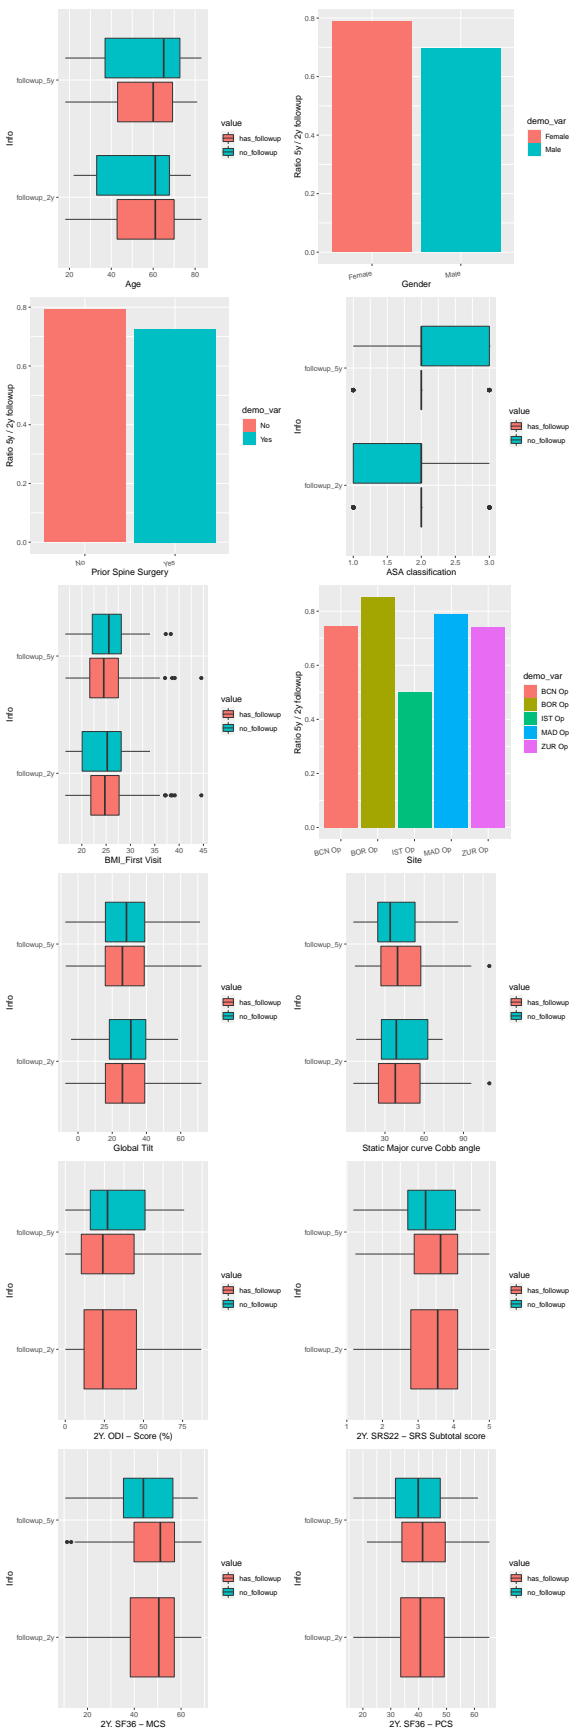 followup_5y
followup_2y
Info
20 40 60 80
Age
value
has_followup
no_followup
0.8
0.6
0.4
0.2
0.0
Ratio 5y / 2y followup
Female Male
Gender
demo_var
Female
Male
0.8
0.6
0.4
0.2
0.0
Ratio 5y / 2y followup
No Yes
Prior Spine Surgery
demo_var
No
Yes
followup_5y
followup_2y
Info
1.0 1.5 2.0 2.5 3.0
ASA classification
value
has_followup
no_followup
followup_5y
followup_2y
Info
20 25 30 35 40 45
BMI_First Visit
value
has_followup
no_followup
0.8
0.6
0.4
0.2
0.0
Ratio 5y / 2y followup
BCN Op BOR Op IST Op MAD Op ZUR Op
Site
demo_var
BCN Op
BOR Op
IST Op
MAD Op
ZUR Op
followup_5y
followup_2y
Info
0 20 40 60
Global Tilt
value
has_followup
no_followup
followup_5y
followup_2y
Info
30 60 90
Static Major curve Cobb angle
value
has_followup
no_followup
followup_5y
followup_2y
Info
0 25 50 75
2Y. ODI – Score (%)
value
has_followup
no_followup
followup_5y
followup_2y
Info
1 2 3 4 5
2Y. SRS22 – SRS Subtotal score
value
has_followup
no_followup
followup_5y
followup_2y
Info
20 40 60
2Y. SF36 – MCS
value
has_followup
no_followup
followup_5y
followup_2y
Info
20 30 40 50 60
2Y. SF36 – PCS
value
has_followup
no_followup